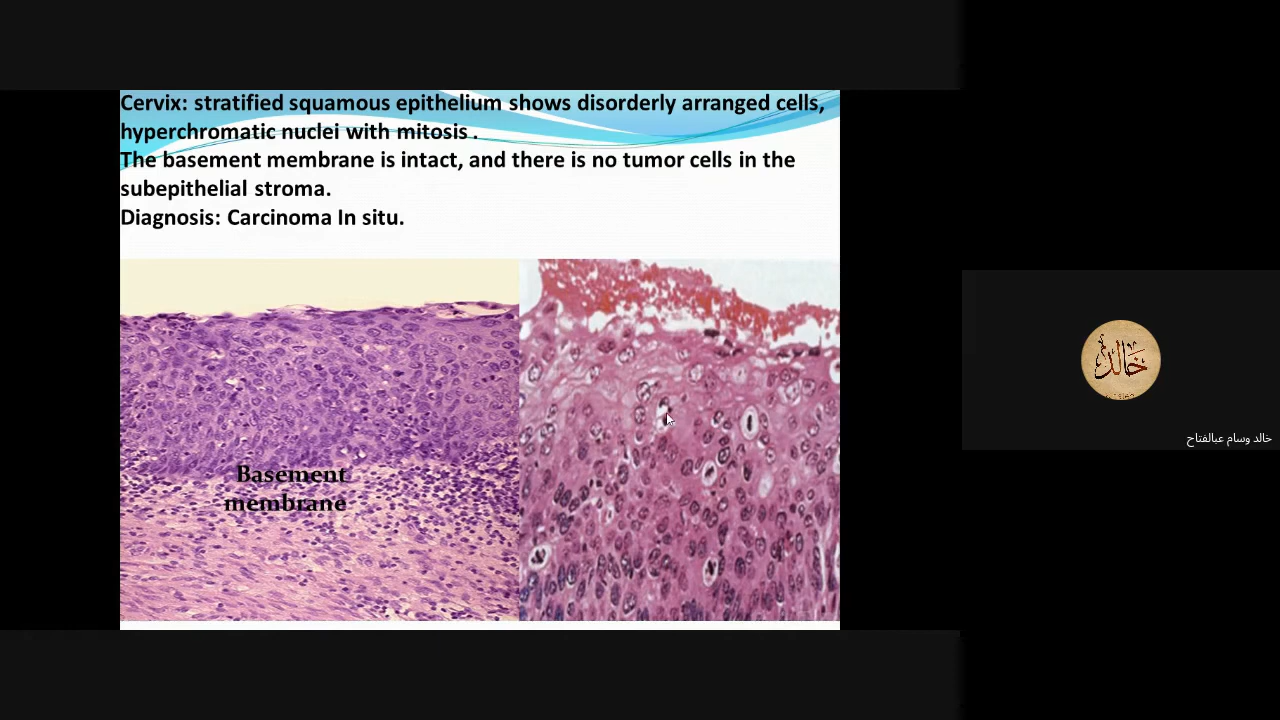 Cervix: stratified squamous epithelium shows disorderly arranged cells,
hyperchromatic nuclei with mitosis .
The basement membrane is intact, and there is no tumor cells in the
subepithelial stroma.
Diagnosis: Carcinoma In situ.
Basement
membrane
خالد
خالد وسام عبالفتاح